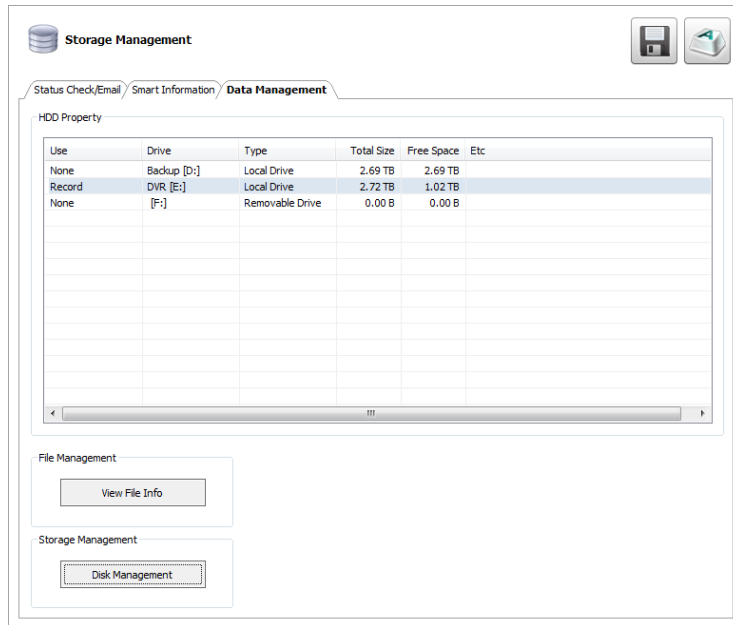 Storage Management
A
Status Check/Email Smart Information Data Management
HDD Property
Use Drive Type Total Size Free Space Etc
None Backup [D:] Local Drive 2.69 TB 2.69 TB
Record DVR [E:] Local Drive 2.72 TB 1.02 TB
None [F:] Removable Drive 0.00 B 0.00 B
File Management
View File Info
Storage Management
Disk Management